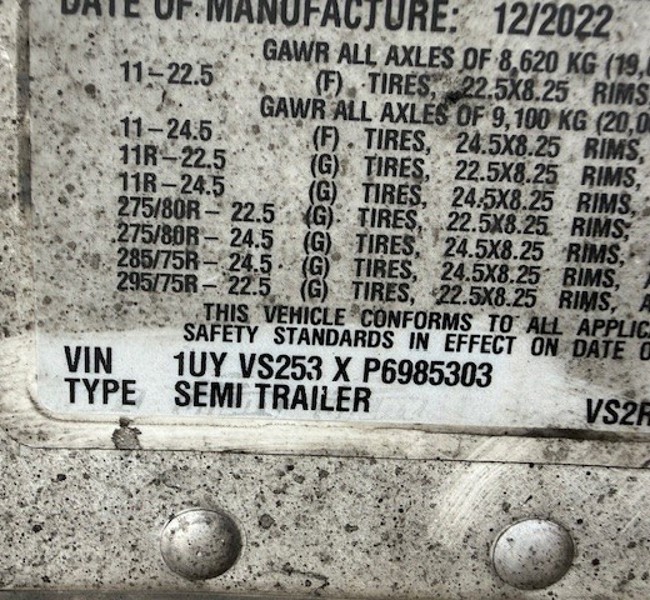 DATE OF MANUFACTURE: 12/2022
GAWR ALL AXLES OF 8,620 KG (19,
11-22.5 (F) TIRES, 22.5X8.25 RIMS
GAWR ALL AXLES OF 9,100 KG (20,0
11-24.5 (F) TIRES, 24.5X8.25 RIMS,
11R-22.5 (G) TIRES, 22.5X8.25 RIMS,
11R-24.5 (G) TIRES, 24.5X8.25 RIMS,
275/80R- 22.5 (G) TIRES, 22.5X8.25 RIMS,
275/80R- 24.5 (G) TIRES, 24.5X8.25 RIMS,
285/75R- 24.5 (G) TIRES, 24.5X8.25 RIMS,
295/75R- 22.5 (G) TIRES, 22.5X8.25 RIMS,
THIS VEHICLE CONFORMS TO ALL APPLIC
SAFETY STANDARDS IN EFFECT ON DATE O
VIN 1UY VS253 X P6985303
TYPE SEMI TRAILER VS2R